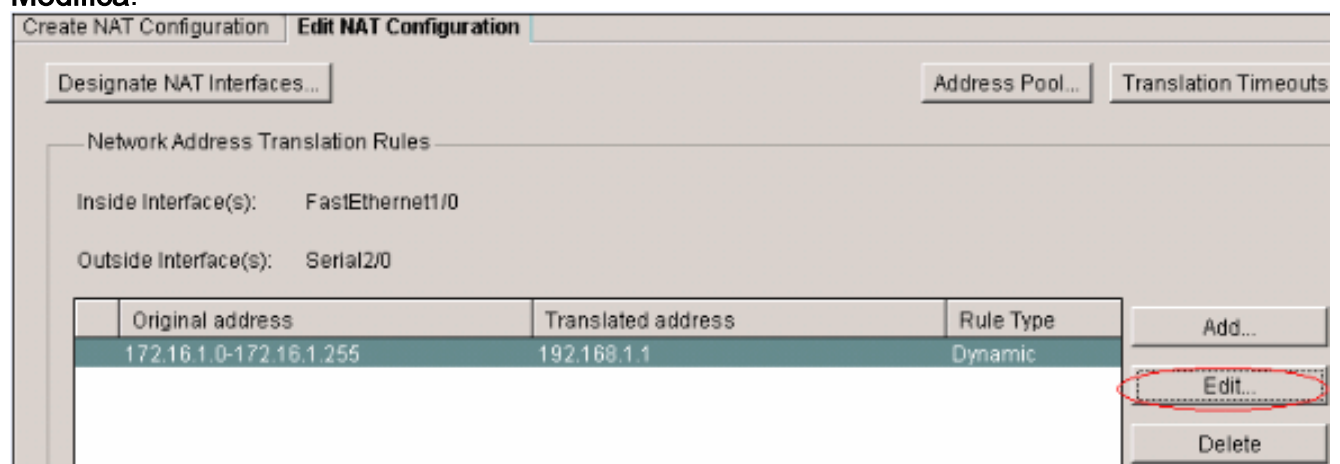 Modifica.
Create NAT Configuration Edit NAT Configuration
Designate NAT Interfaces... Address Pool... Translation Timeouts
Network Address Translation Rules
Inside Interface(s): FastEthernet1/0
Outside Interface(s): Serial2/0
Original address Translated address Rule Type
172.16.1.0-172.16.1.255 192.168.1.1 Dynamic
Add...
Edit...
Delete